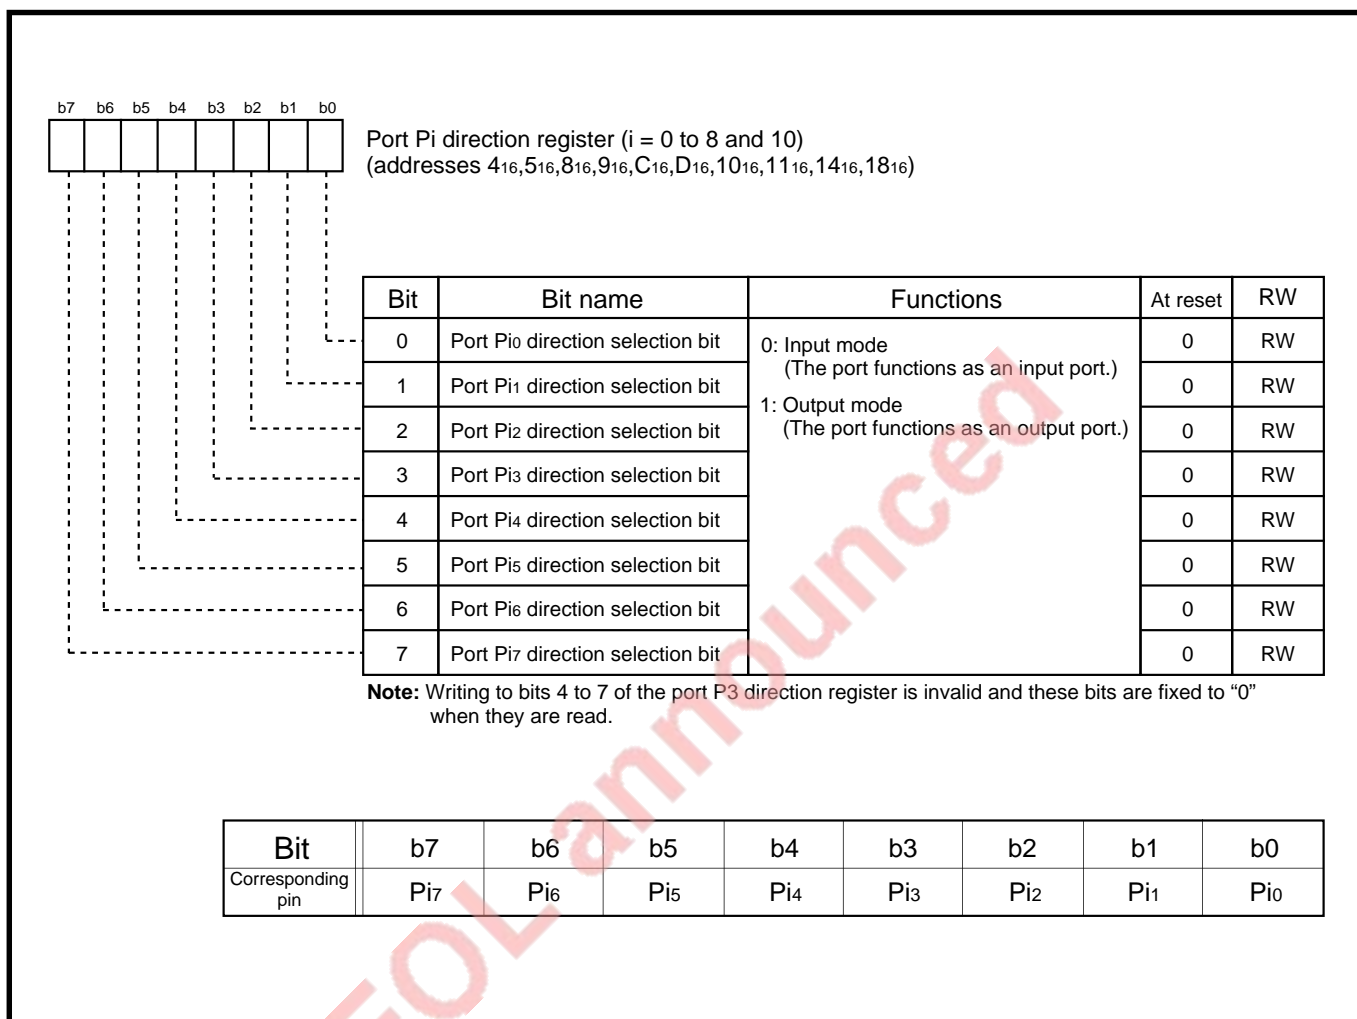 b7 b6 b5 b4 b3 b2 b1 b0
Port Pi direction register (i = 0 to 8 and 10)
(addresses 416,516,816,916,C16,D16,1016,1116,1416,1816)
Bit Bit name Functions At reset RW
0 Port Pi0 direction selection bit 0: Input mode 0 RW
(The port functions as an input port.)
1 Port Pi1 direction selection bit 0 RW
1: Output mode
2 Port Pi2 direction selection bit (The port functions as an output port.) 0 RW
3 Port Pi3 direction selection bit 0 RW
4 Port Pi4 direction selection bit 0 RW
5 Port Pi5 direction selection bit 0 RW
6 Port Pi6 direction selection bit 0 RW
7 Port Pi7 direction selection bit 0 RW
Note: Writing to bits 4 to 7 of the port P3 direction register is invalid and these bits are fixed to “0”
when they are read.
Bit b7 b6 b5 b4 b3 b2 b1 b0
Corresponding
pin Pi7 Pi6 Pi5 Pi4 Pi3 Pi2 Pi1 Pi0
EOL announced